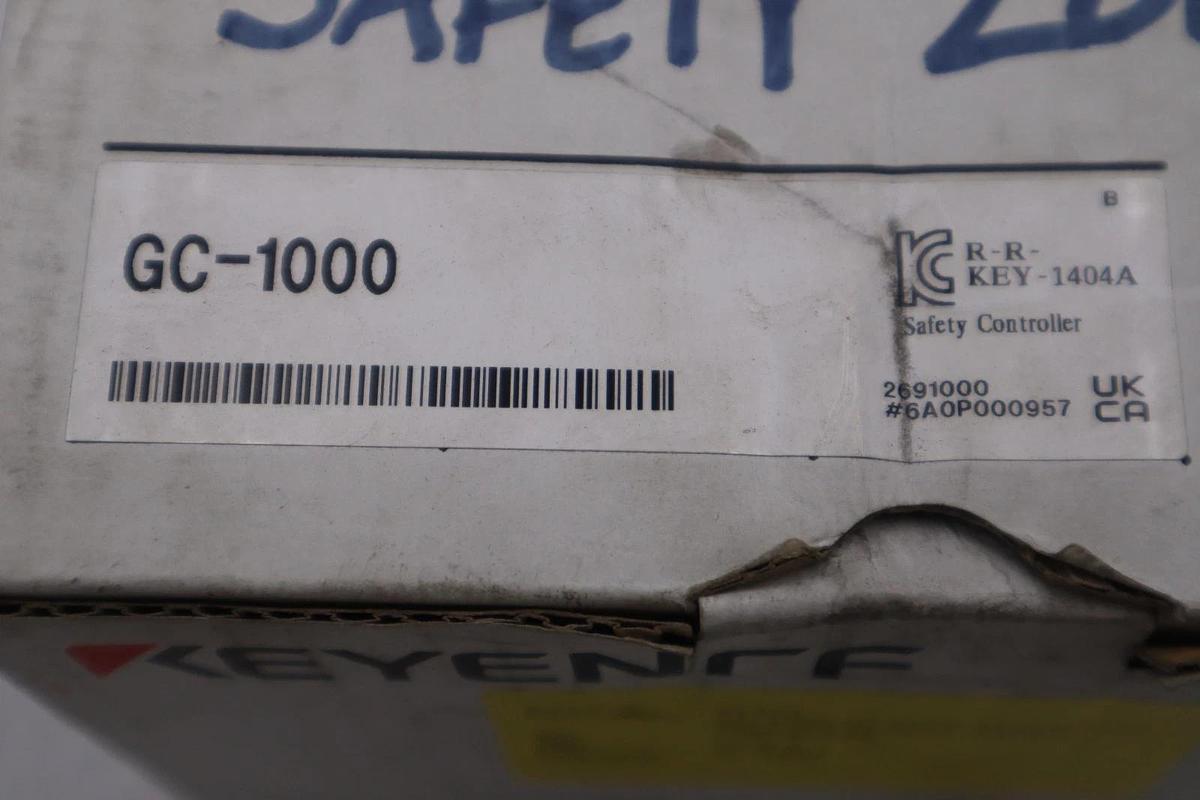 SAFETY
B
GC-1000
R-R-
KEY-1404A
Safety Controller
2691000
#6A0P000957
UK
CA
KEYENCE